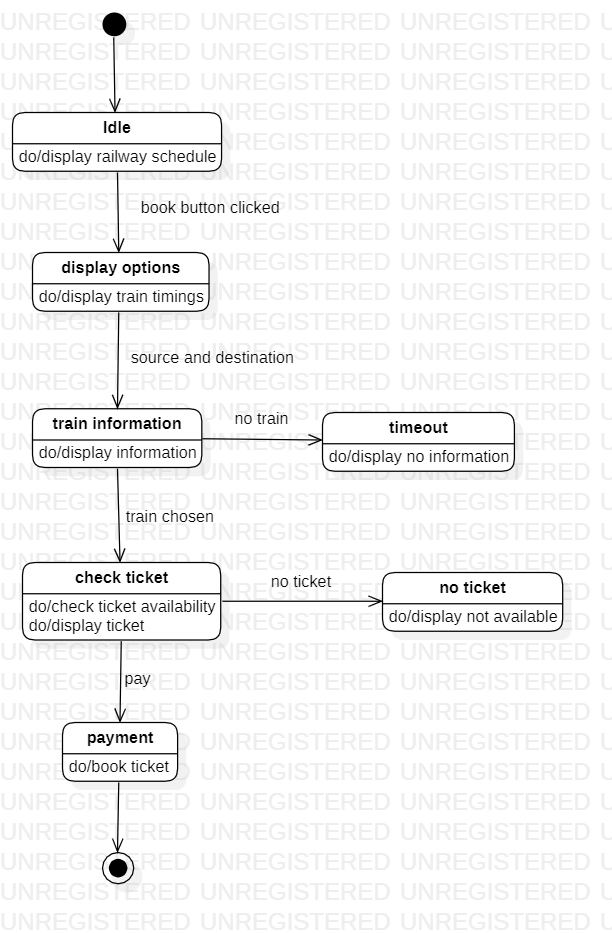 Idle
do/display railway schedule
book button clicked
display options
do/display train timings
source and destination
train information
do/display information
no train
timeout
do/display no information
train chosen
check ticket
do/check ticket availability
do/display ticket
no ticket
no ticket
do/display not available
pay
payment
do/book ticket
UNREGISTERED